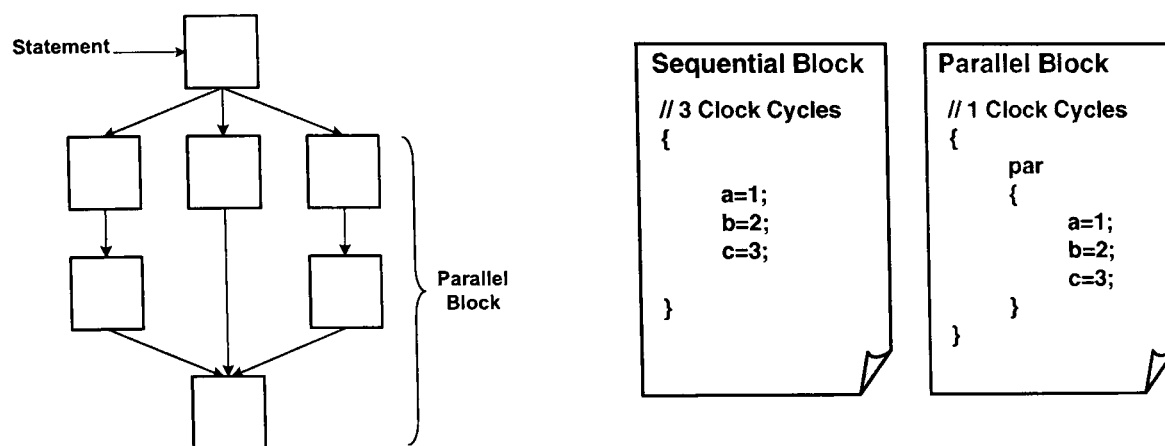 Statement
Parallel
Block
Sequential Block
// 3 Clock Cycles
{
a=1;
b=2;
c=3;
}
Parallel Block
// 1 Clock Cycles
{
par
{
a=1;
b=2;
c=3;
}
}